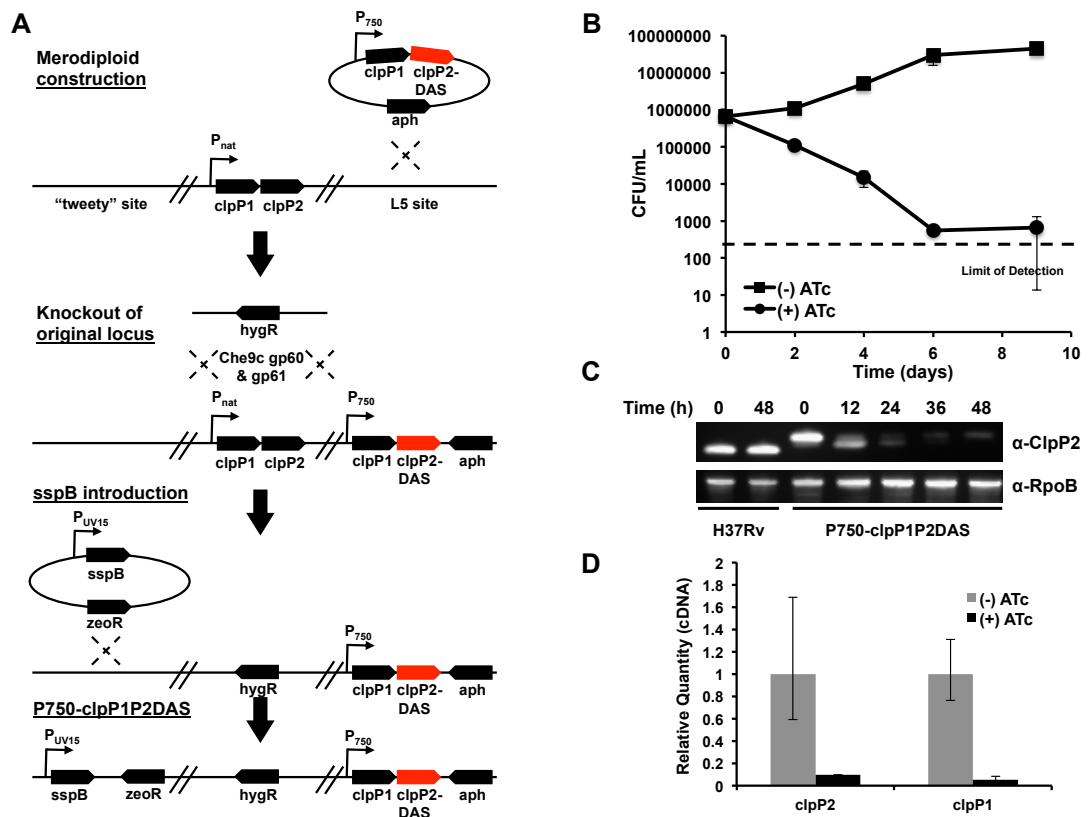 A
Merodiploid
construction
P750
clpP1
clpP2-
DAS
aph
Pnat
"tweety" site
clpP1
clpP2
L5 site
Knockout of
original locus
hygR
Che9c gp60
& gp61
Pnat
P750
clpP1
clpP2
clpP1
clpP2-
DAS
aph
sspB introduction
PUV15
sspB
zeoR
P750
hygR
clpP1
clpP2-
DAS
aph
P750-clpP1P2DAS
PUV15
P750
sspB
zeoR
hygR
clpP1
clpP2-
DAS
aph
B
CFU/mL
100000000
10000000
1000000
100000
10000
1000
100
10
1
Limit of Detection
(-) ATc
(+) ATc
0 2 4 6 8 10
Time (days)
C
Time (h) 0 48 0 12 24 36 48
α-ClpP2
α-RpoB
H37Rv P750-clpP1P2DAS
D
Relative Quantity (cDNA)
2
1.8
1.6
1.4
1.2
1
0.8
0.6
0.4
0.2
0
(-) ATc
(+) ATc
clpP2 clpP1